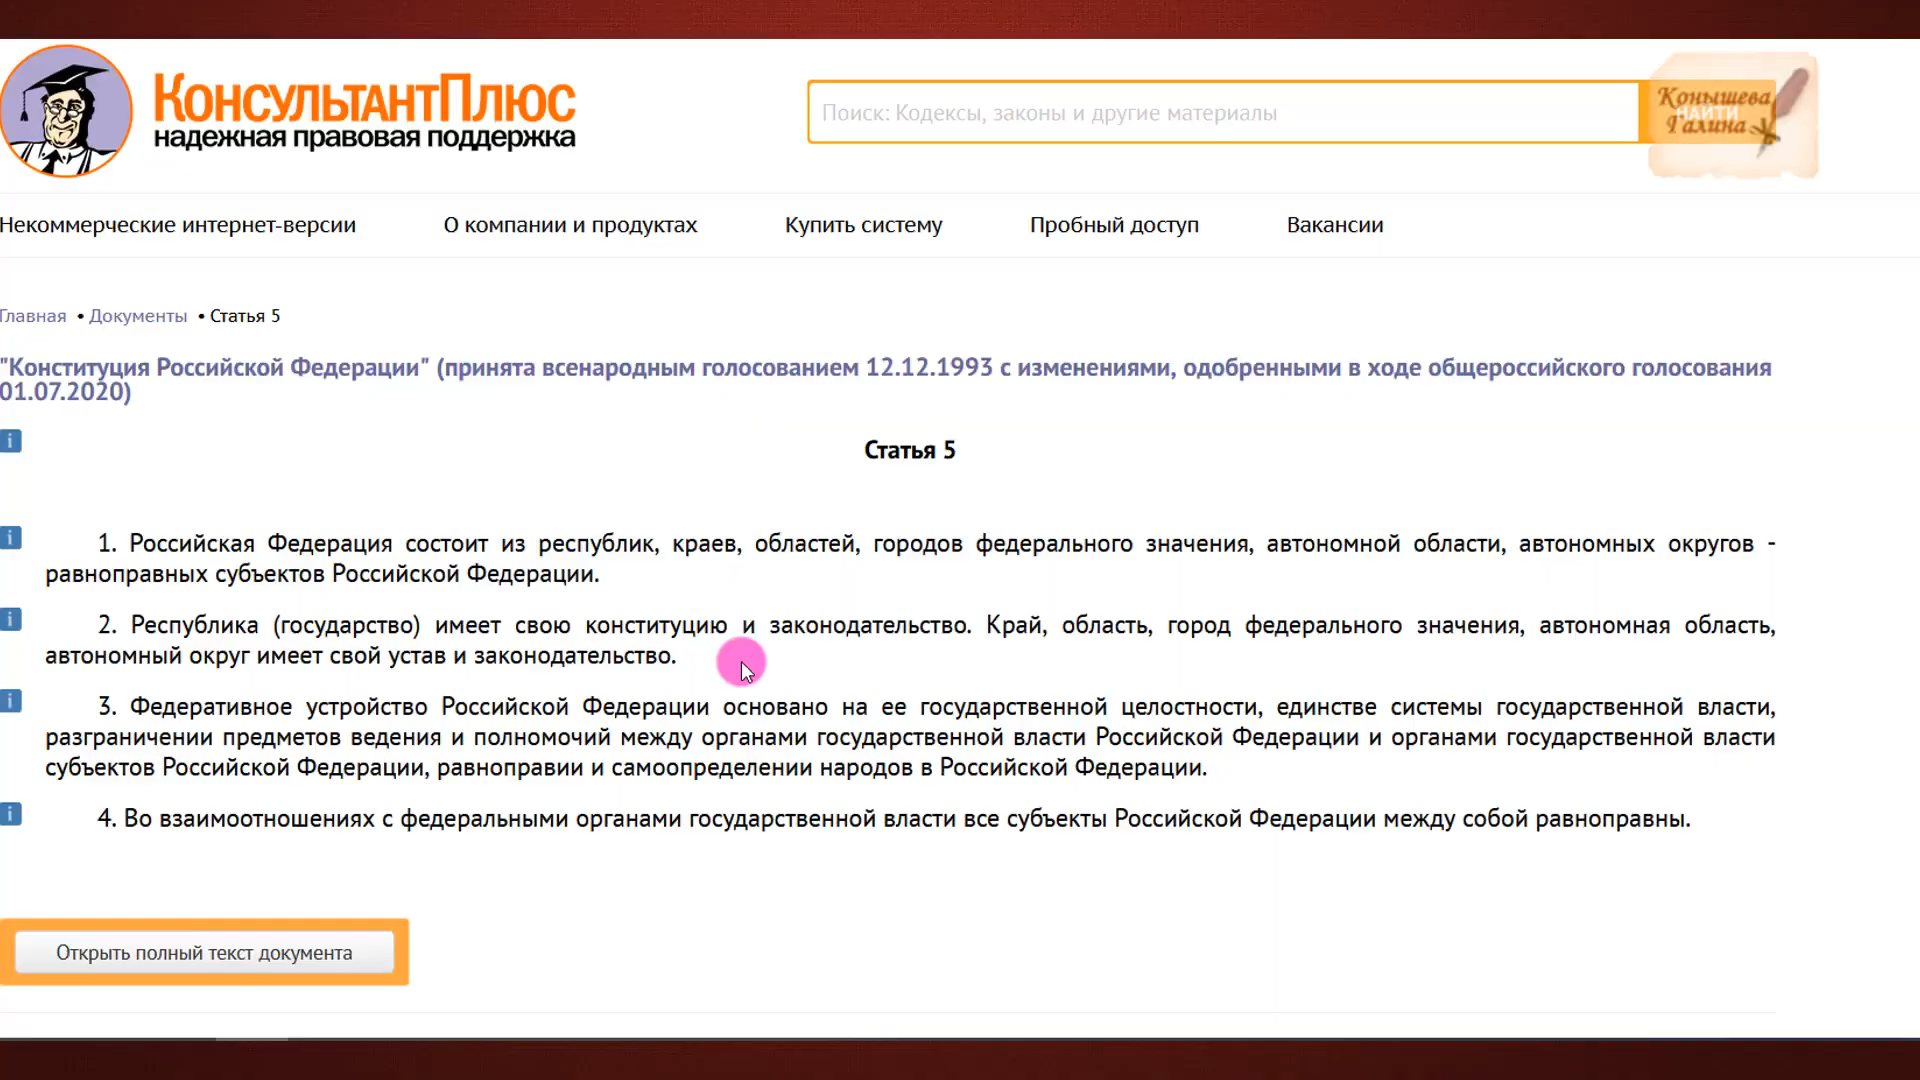 КонсультантПлюс
надежная правовая поддержка
Поиск: Кодексы, законы и другие материалы
НАЙТИ
Конышева
Галина
Некоммерческие интернет-версии
О компании и продуктах
Купить систему
Пробный доступ
Вакансии
Главная • Документы • Статья 5
"Конституция Российской Федерации" (принята всенародным голосованием 12.12.1993 с изменениями, одобренными в ходе общероссийского голосования
01.07.2020)
Статья 5
1. Российская Федерация состоит из республик, краев, областей, городов федерального значения, автономной области, автономных округов -
равноправных субъектов Российской Федерации.
2. Республика (государство) имеет свою конституцию и законодательство. Край, область, город федерального значения, автономная область,
автономный округ имеет свой устав и законодательство.
3. Федеративное устройство Российской Федерации основано на ее государственной целостности, единстве системы государственной власти,
разграничении предметов ведения и полномочий между органами государственной власти Российской Федерации и органами государственной власти
субъектов Российской Федерации, равноправии и самоопределении народов в Российской Федерации.
4. Во взаимоотношениях с федеральными органами государственной власти все субъекты Российской Федерации между собой равноправны.
Открыть полный текст документа